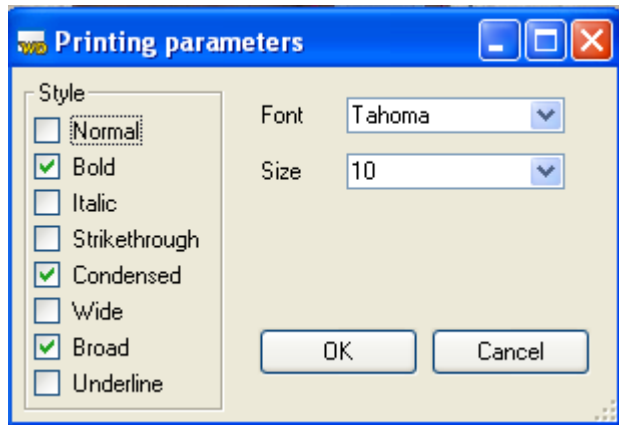 Printing parameters
Style
Normal
Bold
Italic
Strikethrough
Condensed
Wide
Broad
Underline
Font Tahoma
Size 10
OK Cancel